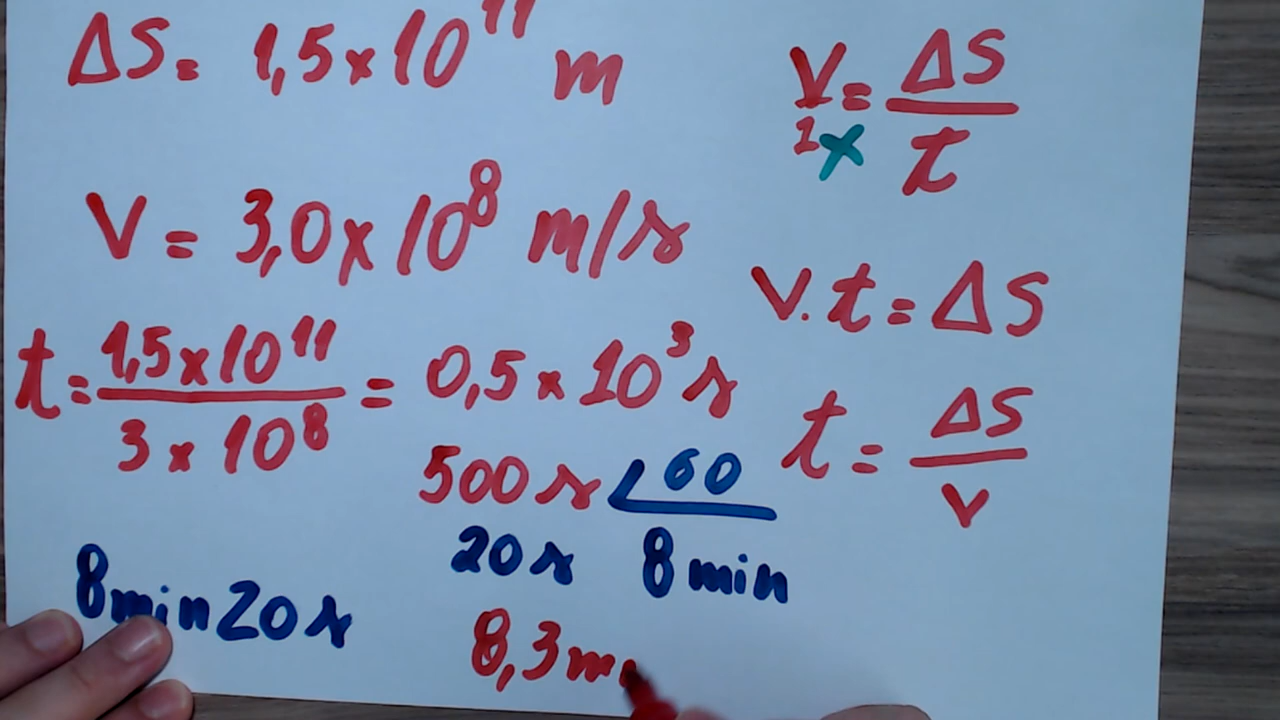 ΔS = 1,5 x 10¹¹ m
V = ΔS / t
1 x
V = 3,0 x 10⁸ m/s
V.t = ΔS
t = 1,5 x 10¹¹ / 3 x 10⁸ = 0,5 x 10³ s
t = ΔS / V
500 s 60
20 s 8 min
8 min 20 s
8,3 m